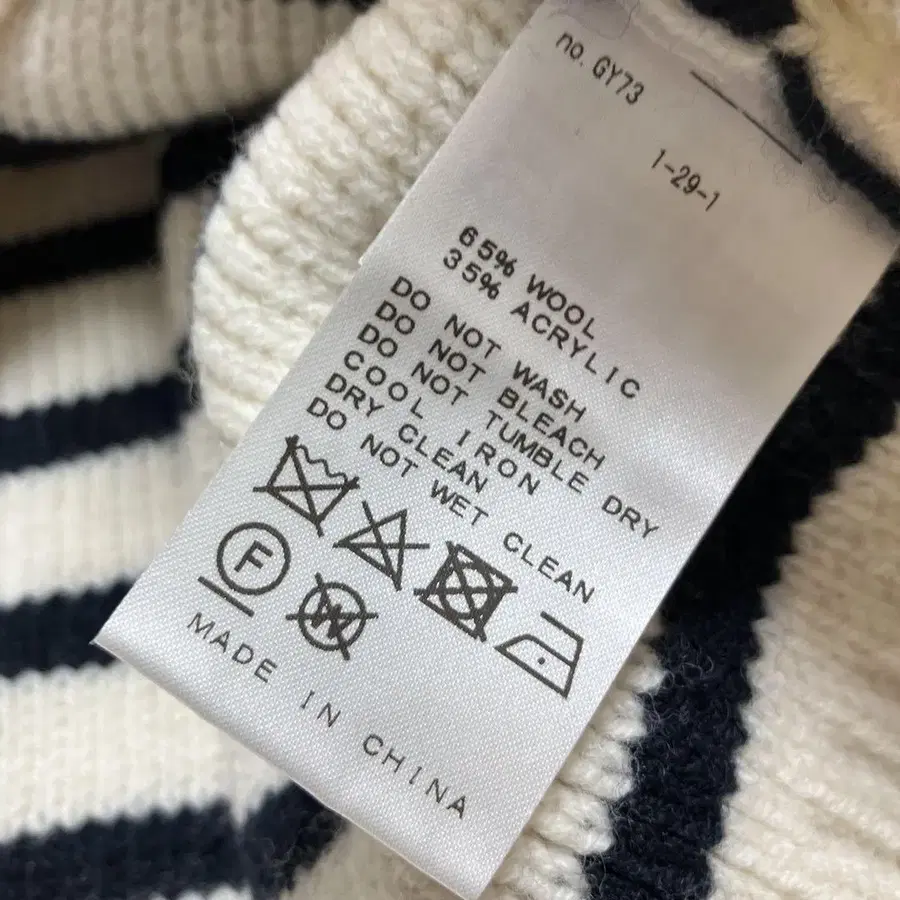 no. GY73
1-29-1
65% WOOL
35% ACRYLIC
DO NOT WASH
DO NOT BLEACH
DO NOT TUMBLE DRY
COOL IRON
DRY CLEAN
DO NOT WET CLEAN
F
W
MADE IN CHINA